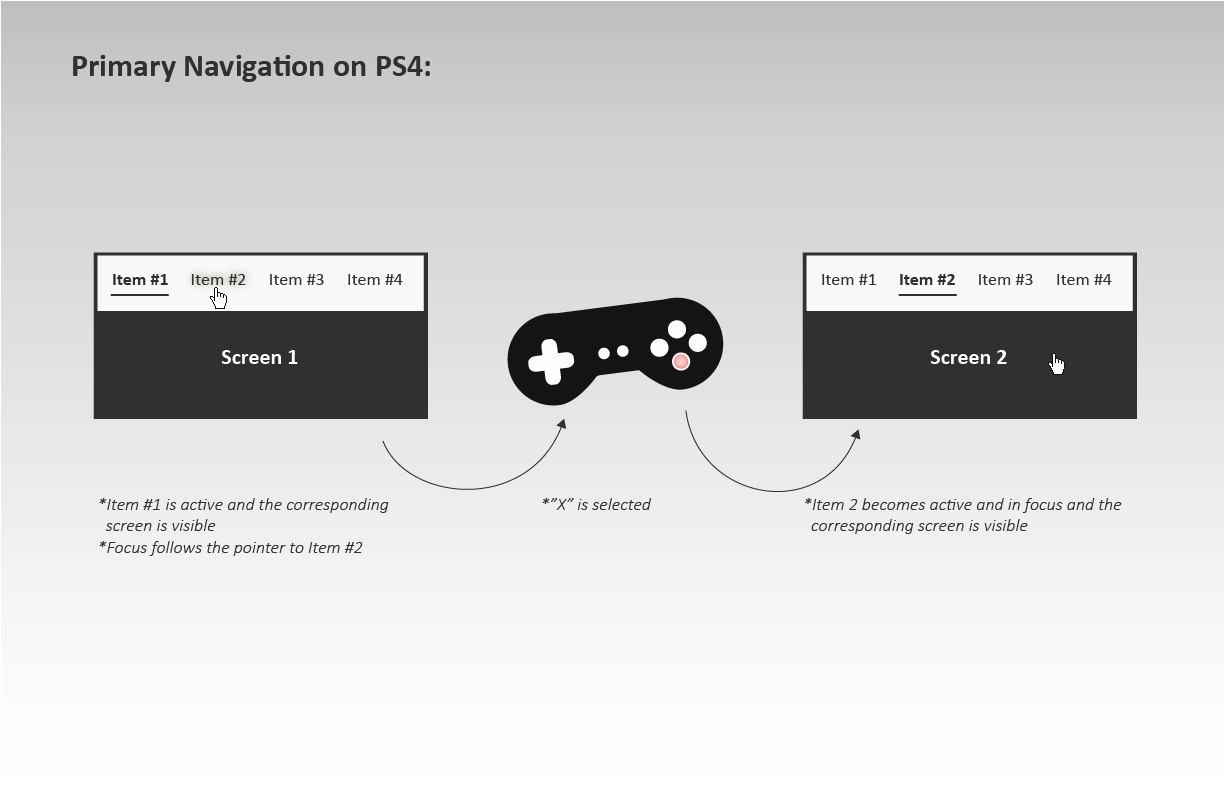 Primary Navigation on PS4:
Item #1 Item #2 Item #3 Item #4
Screen 1
*Item #1 is active and the corresponding
screen is visible
*Focus follows the pointer to Item #2
*”X” is selected
Item #1 Item #2 Item #3 Item #4
Screen 2
*Item 2 becomes active and in focus and the
corresponding screen is visible